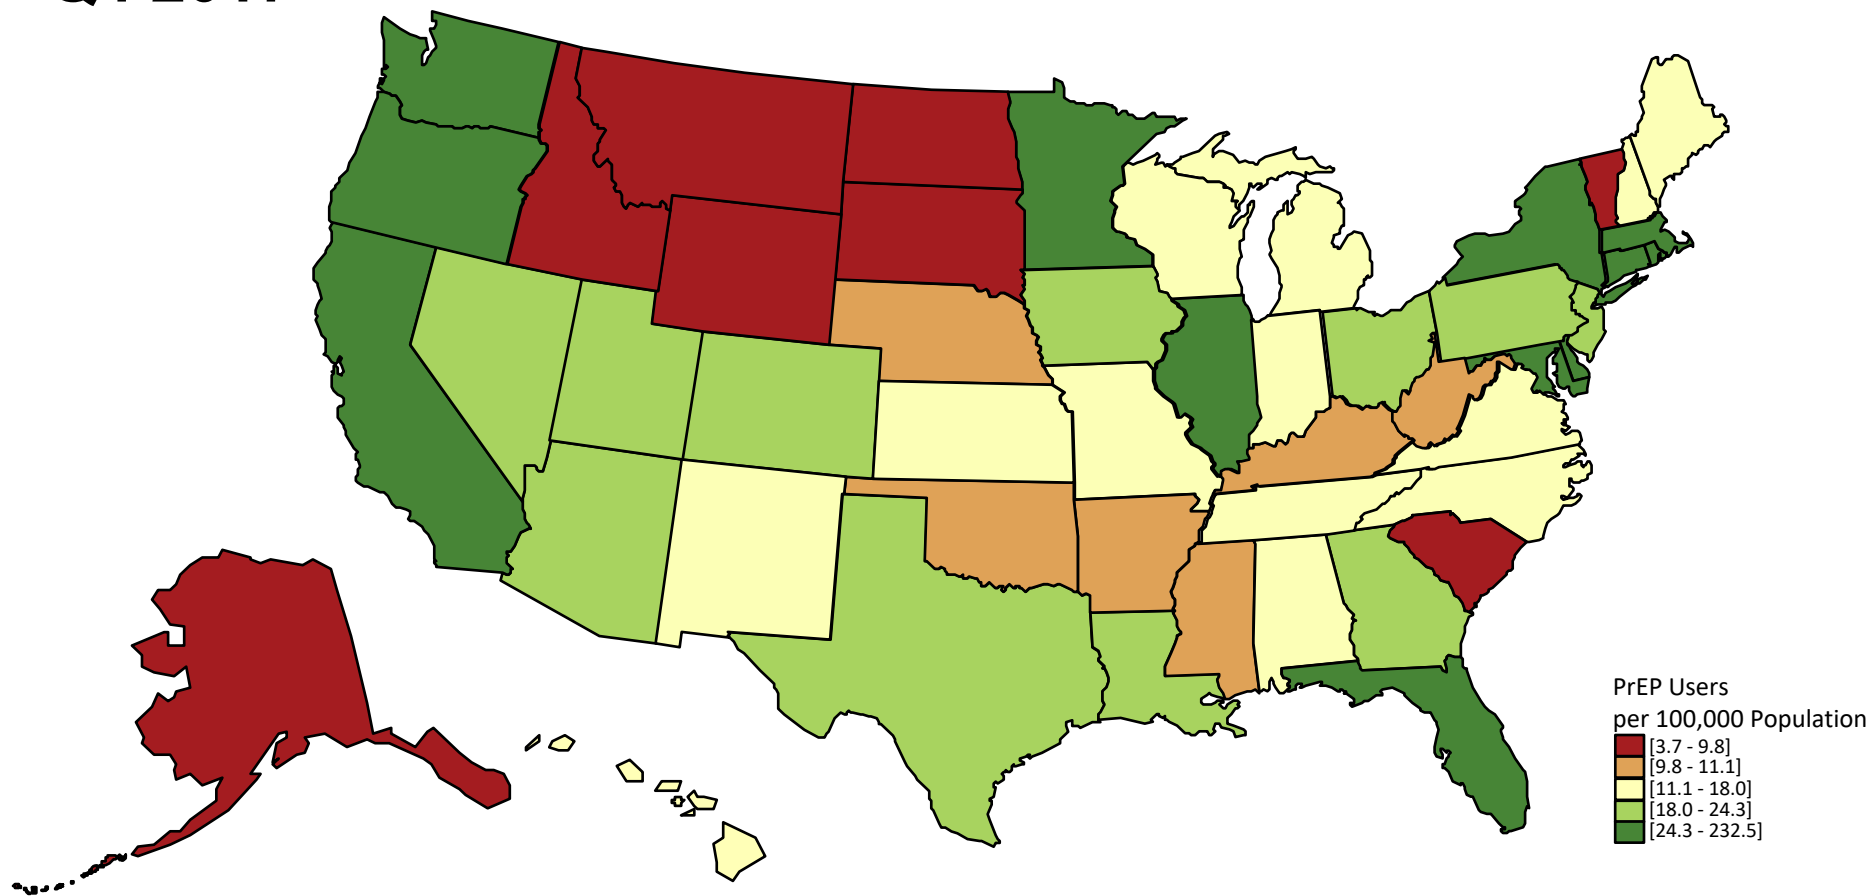 PrEP Users
per 100,000 Population
[3.7 - 9.8]
[9.8 - 11.1]
[11.1 - 18.0]
[18.0 - 24.3]
[24.3 - 232.5]